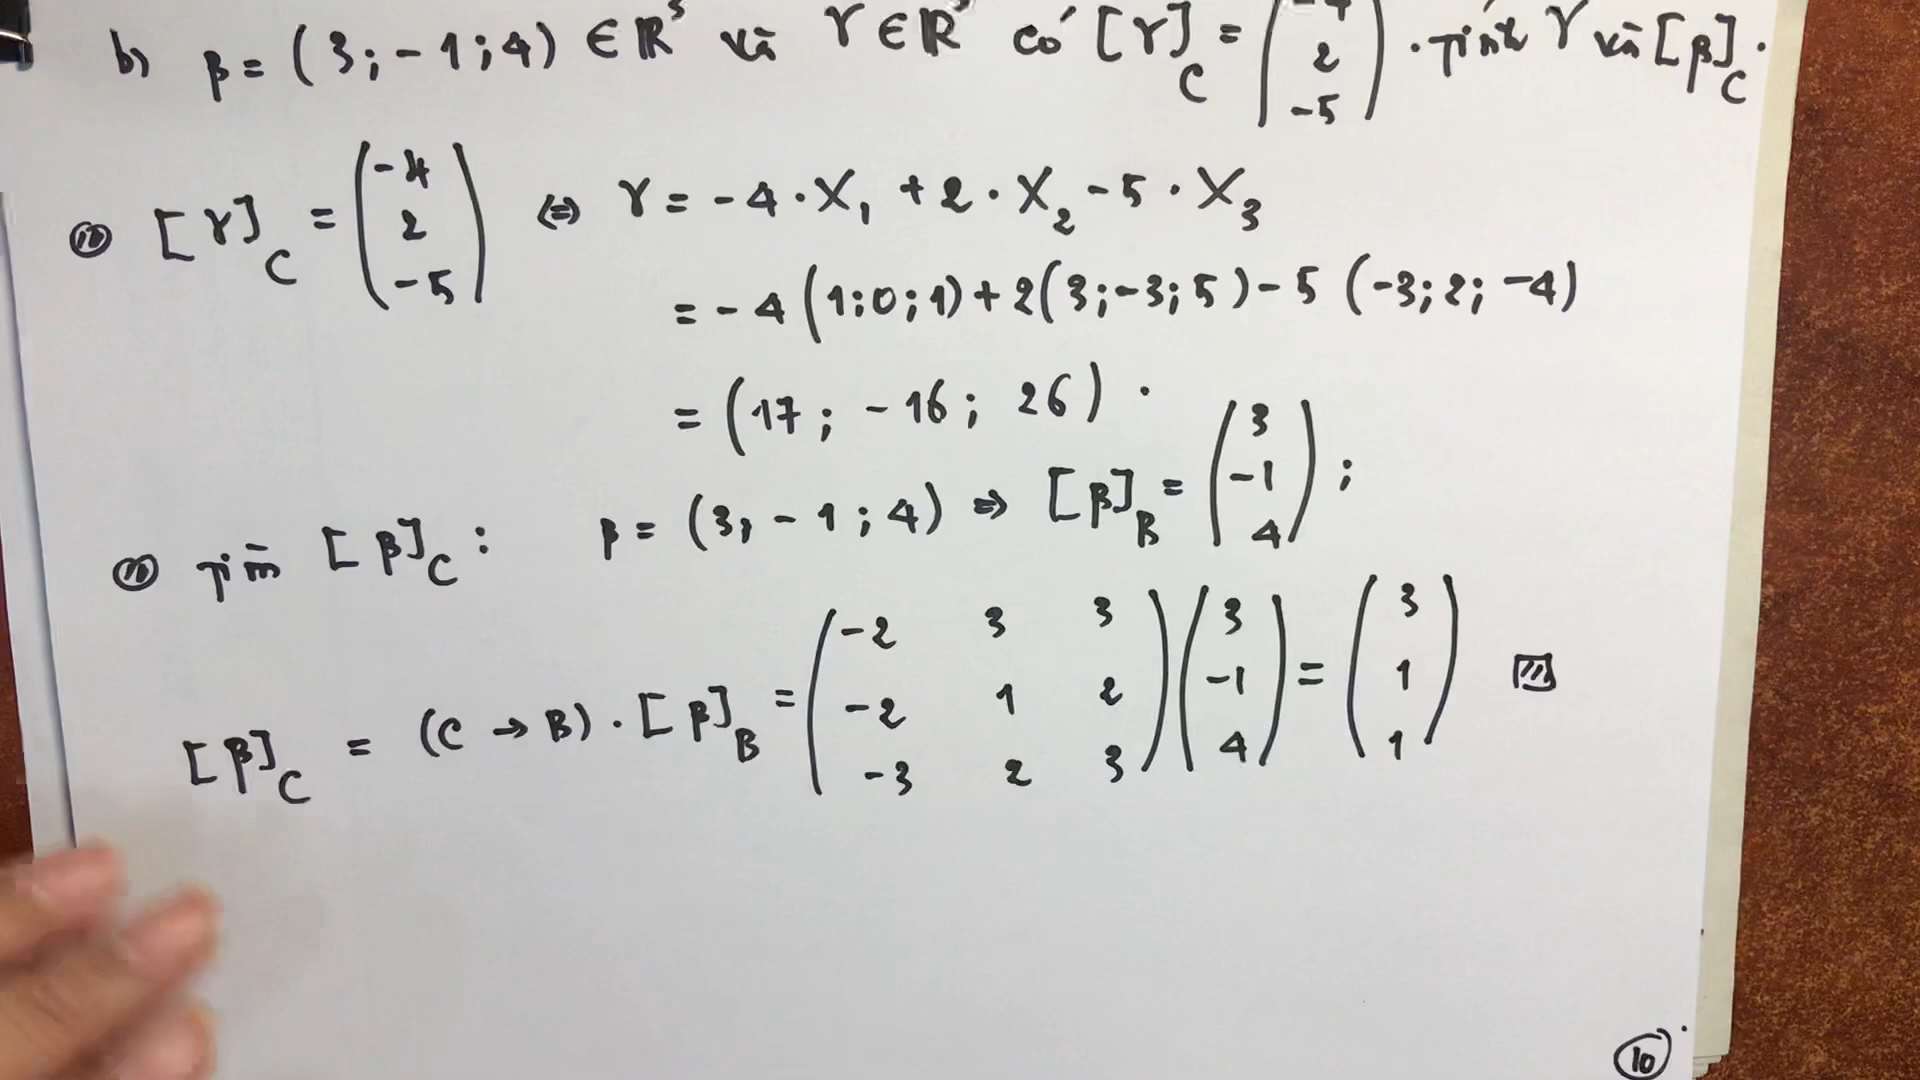 b) β = (3; -1; 4) ∈ ℝ³ và γ ∈ ℝ³ có [γ]_C = (-4 2 -5). Tính γ và [β]_C.
[γ]_C = (-4 2 -5) ⇔ γ = -4 · X₁ + 2 · X₂ - 5 · X₃
= -4 (1; 0; 1) + 2 (3; -3; 5) - 5 (-3; 2; -4)
= (17; -16; 26).
Tìm [β]_C : β = (3; -1; 4) ⇒ [β]_B = (3 -1 4);
[β]_C = (C → B) · [β]_B = (-2 3 3 -2 1 2 -3 2 3) (3 -1 4) = (3 1 1)
10